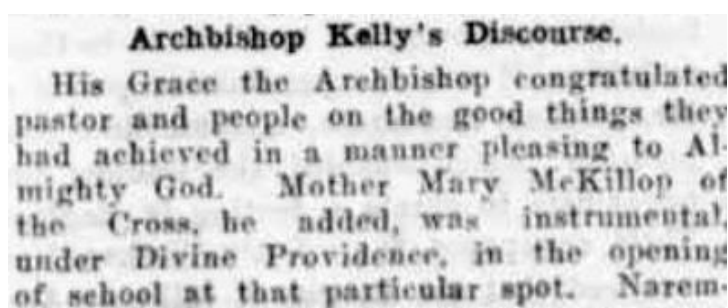 Archbishop Kelly's Discourse.
His Grace the Archbishop congratulated
pastor and people on the good things they
had achieved in a manner pleasing to Al-
mighty God. Mother Mary McKillop of
the Cross, he added, was instrumental,
under Divine Providence, in the opening
of school at that particular spot. Narem-